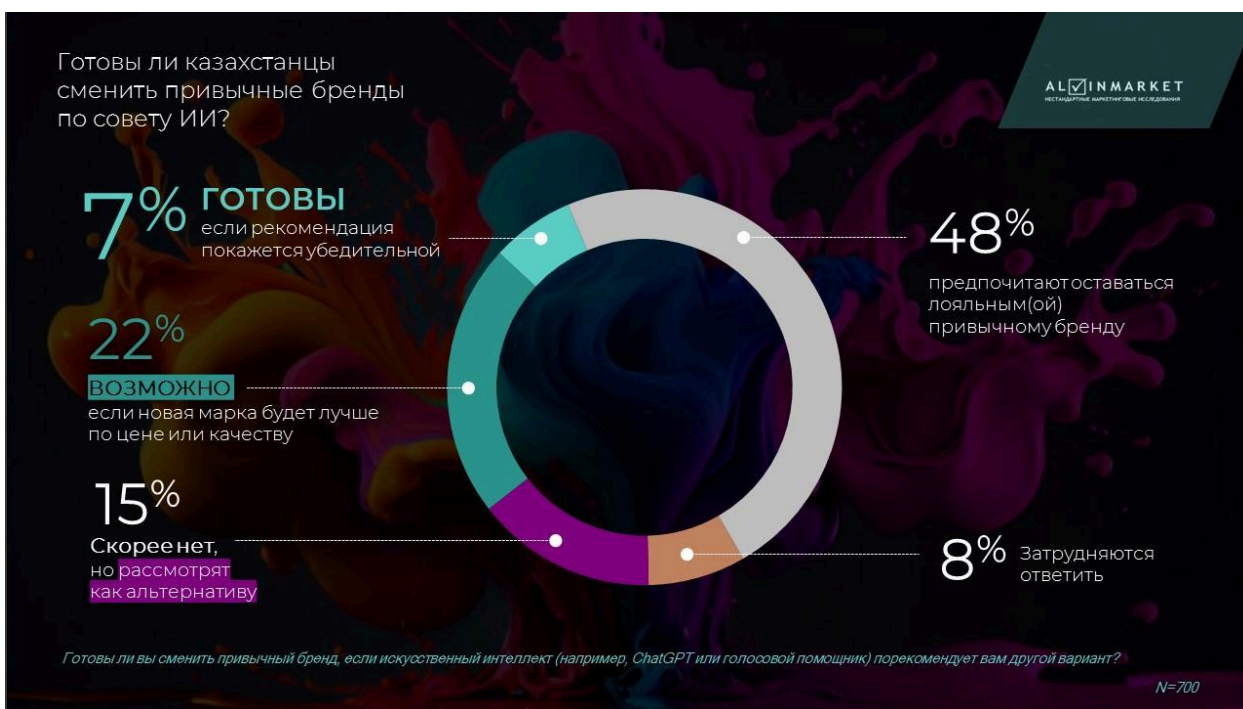 Готовы ли казахстанцы
сменить привычные бренды
по совету ИИ?
AL INMARKET
НЕСТАНДАРТНЫЕ МАРКЕТИНГОВЫЕ ИССЛЕДОВАНИЯ
7% ГОТОВЫ
если рекомендация
покажется убедительной
22%
ВОЗМОЖНО
если новая марка будет лучше
по цене или качеству
15%
Скорее нет,
но рассмотрят
как альтернативу
48%
предпочитают оставаться
лояльным(ой)
привычному бренду
8% Затрудняются
ответить
Готовы ли вы сменить привычный бренд, если искусственный интеллект (например, ChatGPT или голосовой помощник) порекомендует вам другой вариант?
N=700